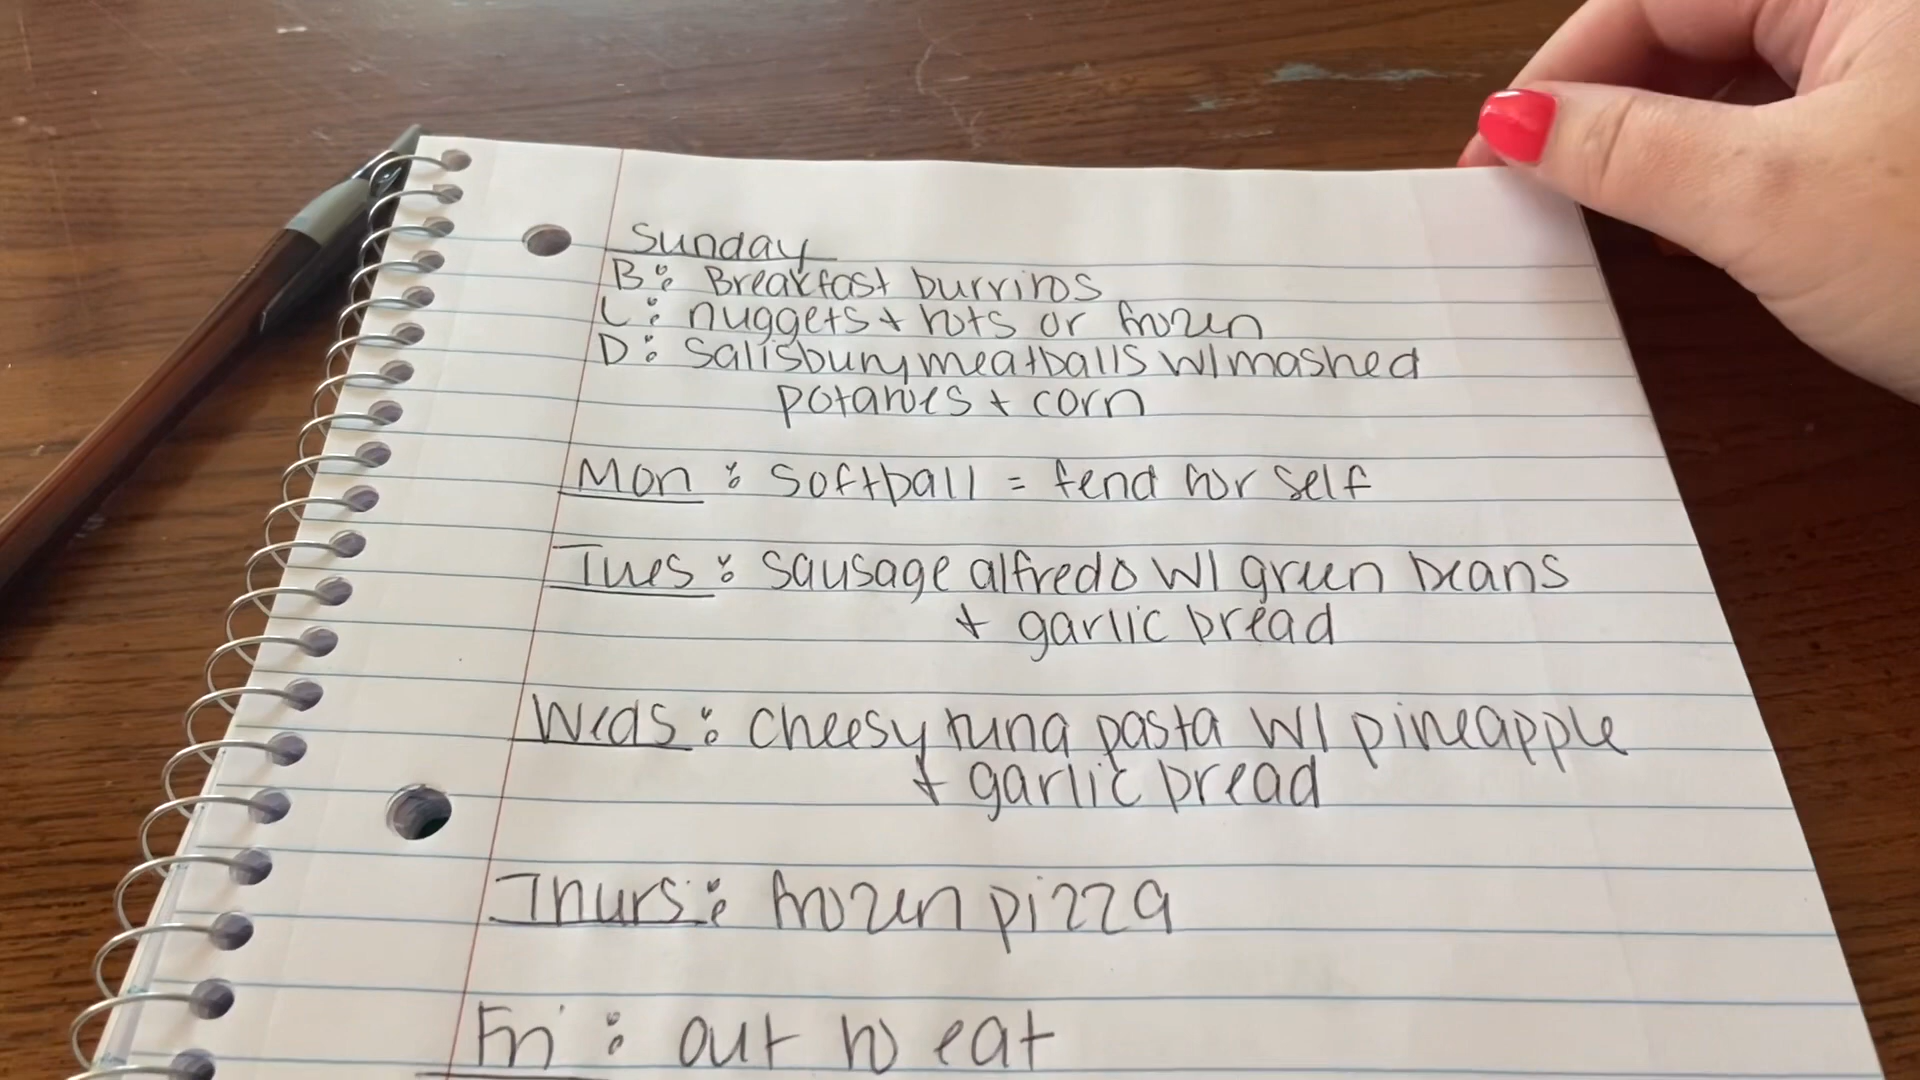 Sunday
B: Breakfast burritos
L: nuggets + tots or frozen
D: Salisbury meatballs w/ mashed
potatoes + corn
Mon: Softball = fend for self
Tues: Sausage alfredo w/ green beans
+ garlic bread
Weds: cheesy tuna pasta w/ pineapple
+ garlic bread
Thurs: frozen pizza
Fri: out to eat